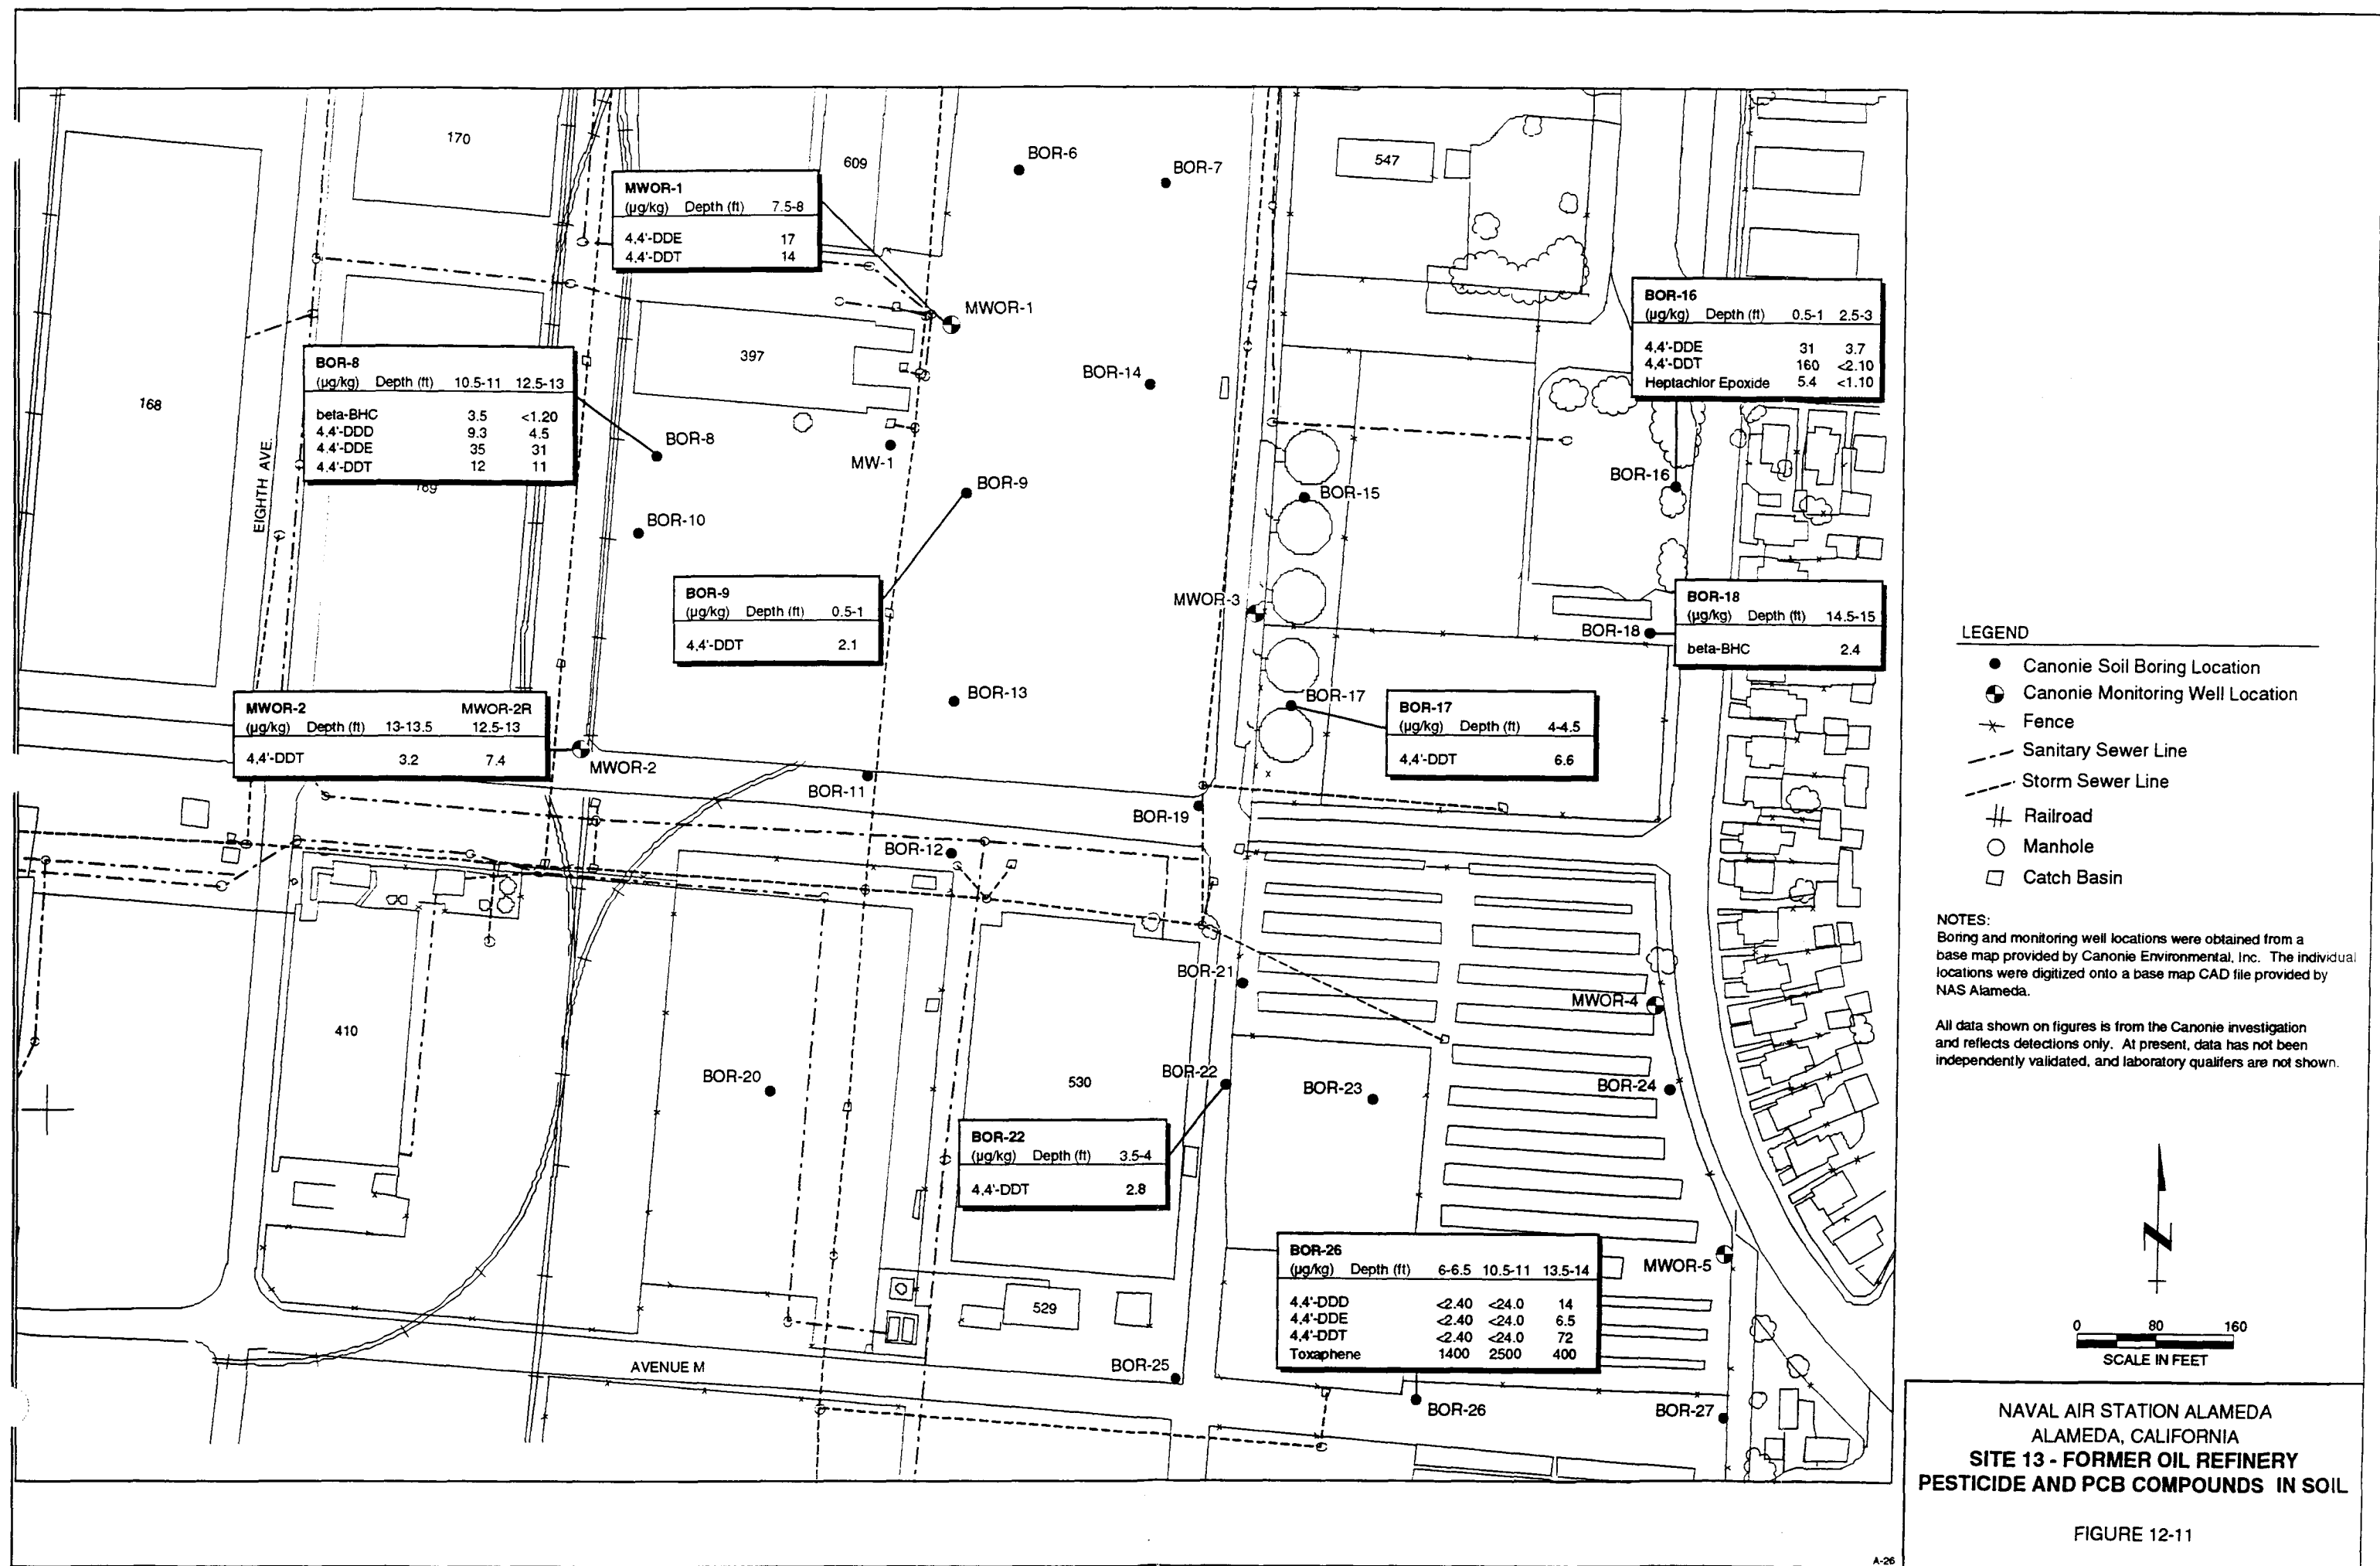 170
609
BOR-6
BOR-7
547
MWOR-1
(µg/kg) Depth (ft) 7.5-8
4,4'-DDE 17
4,4'-DDT 14
MWOR-1
BOR-16
(µg/kg) Depth (ft) 0.5-1 2.5-3
4,4'-DDE 31 3.7
4,4'-DDT 160 <2.10
Heptachlor Epoxide 5.4 <1.10
397
BOR-14
168
BOR-8
(µg/kg) Depth (ft) 10.5-11 12.5-13
beta-BHC 3.5 <1.20
4,4'-DDD 9.3 4.5
4,4'-DDE 35 31
4,4'-DDT 12 11
BOR-8
MW-1
EIGHTH AVE.
169
BOR-9
BOR-15
BOR-16
BOR-10
BOR-9
(µg/kg) Depth (ft) 0.5-1
4,4'-DDT 2.1
MWOR-3
BOR-18
BOR-18
(µg/kg) Depth (ft) 14.5-15
beta-BHC 2.4
BOR-13
BOR-17
BOR-17
(µg/kg) Depth (ft) 4-4.5
4,4'-DDT 6.6
MWOR-2 MWOR-2R
(µg/kg) Depth (ft) 13-13.5 12.5-13
4,4'-DDT 3.2 7.4
MWOR-2
BOR-11
BOR-19
BOR-12
BOR-21
MWOR-4
410
BOR-20
530
BOR-22
BOR-23
BOR-24
BOR-22
(µg/kg) Depth (ft) 3.5-4
4,4'-DDT 2.8
BOR-26
(µg/kg) Depth (ft) 6-6.5 10.5-11 13.5-14
4,4'-DDD <2.40 <24.0 14
4,4'-DDE <2.40 <24.0 6.5
4,4'-DDT <2.40 <24.0 72
Toxaphene 1400 2500 400
MWOR-5
529
AVENUE M
BOR-25
BOR-26
BOR-27
LEGEND
Canonie Soil Boring Location
Canonie Monitoring Well Location
Fence
Sanitary Sewer Line
Storm Sewer Line
Railroad
Manhole
Catch Basin
NOTES:
Boring and monitoring well locations were obtained from a
base map provided by Canonie Environmental, Inc. The individual
locations were digitized onto a base map CAD file provided by
NAS Alameda.
All data shown on figures is from the Canonie investigation
and reflects detections only. At present, data has not been
independently validated, and laboratory qualifers are not shown.
N
0 80 160
SCALE IN FEET
NAVAL AIR STATION ALAMEDA
ALAMEDA, CALIFORNIA
SITE 13 - FORMER OIL REFINERY
PESTICIDE AND PCB COMPOUNDS IN SOIL
FIGURE 12-11
A-26